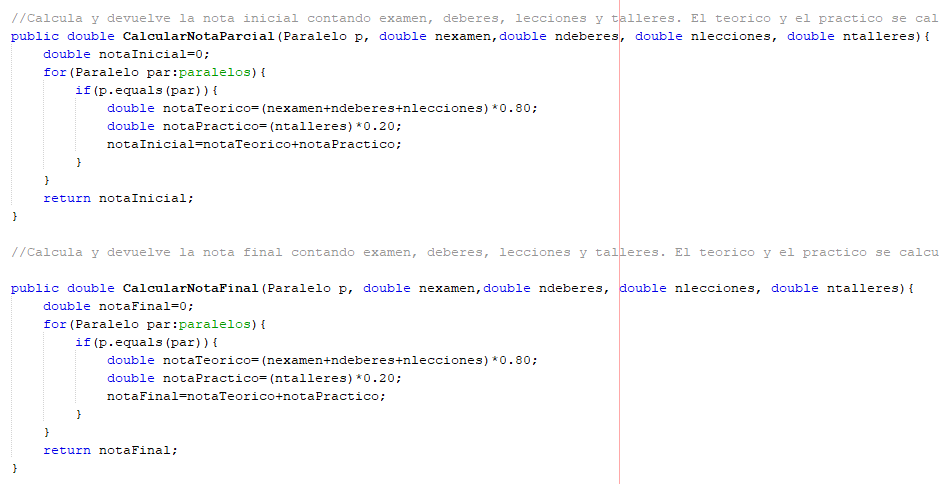 //Calcula y devuelve la nota inicial contando examen, deberes, lecciones y talleres. El teorico y el practico se cal
public double CalcularNotaParcial(Paralelo p, double nexamen,double ndeberes, double nlecciones, double ntalleres){
    double notaInicial=0;
    for(Paralelo par:paralelos){
        if(p.equals(par)){
            double notaTeorico=(nexamen+ndeberes+nlecciones)*0.80;
            double notaPractico=(ntalleres)*0.20;
            notaInicial=notaTeorico+notaPractico;
        }
    }
    return notaInicial;
}
//Calcula y devuelve la nota final contando examen, deberes, lecciones y talleres. El teorico y el practico se calcu
public double CalcularNotaFinal(Paralelo p, double nexamen,double ndeberes, double nlecciones, double ntalleres){
    double notaFinal=0;
    for(Paralelo par:paralelos){
        if(p.equals(par)){
            double notaTeorico=(nexamen+ndeberes+nlecciones)*0.80;
            double notaPractico=(ntalleres)*0.20;
            notaFinal=notaTeorico+notaPractico;
        }
    }
    return notaFinal;
}